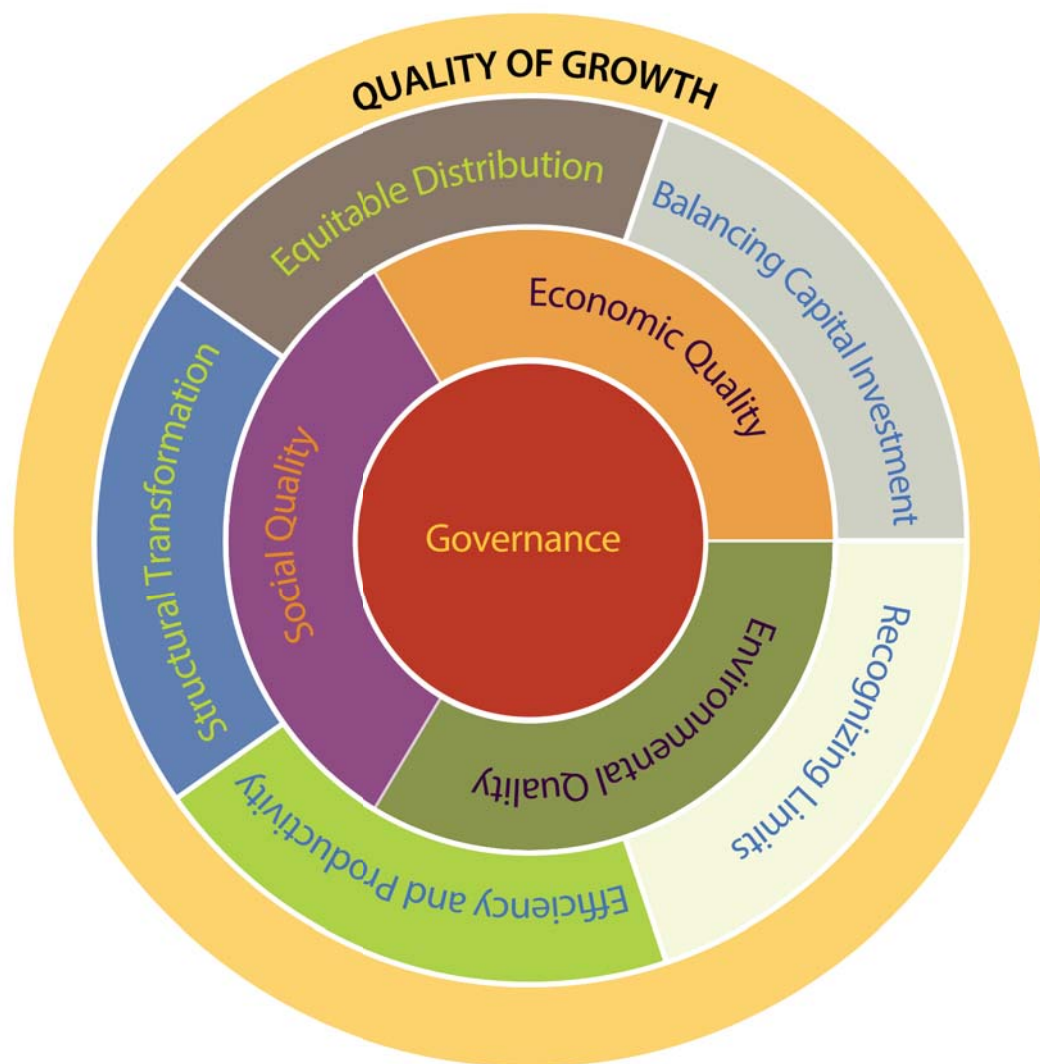 QUALITY OF GROWTH
Equitable Distribution
Balancing Capital Investment
Economic Quality
Structural Transformation
Social Quality
Governance
Environmental Quality
Recognizing Limits
Efficiency and Productivity